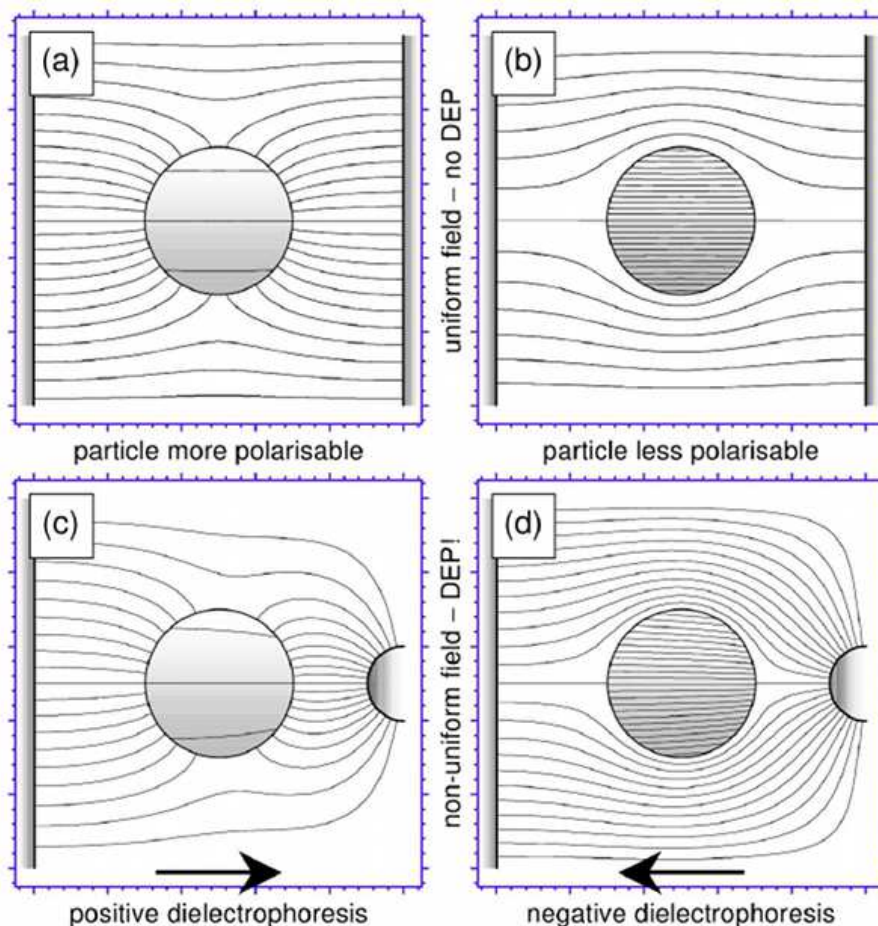 (a)
(b)
uniform field – no DEP
particle more polarisable
particle less polarisable
(c)
(d)
non-uniform field – DEP!
positive dielectrophoresis
negative dielectrophoresis